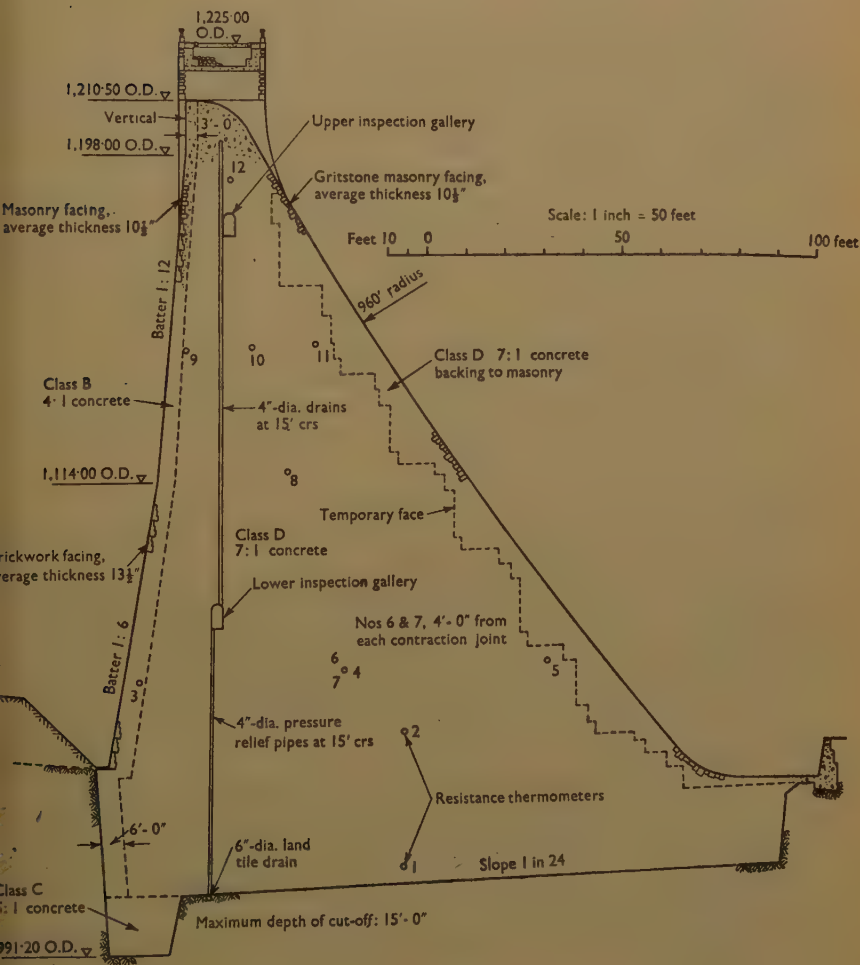 1,225·00
O.D.
1,210·50 O.D.
Vertical
3'-0"
1,198·00 O.D.
Upper inspection gallery
12
Gritstone masonry facing,
average thickness 10½"
Masonry facing,
average thickness 10½"
Scale: 1 inch = 50 feet
Feet 10 0 50 100 feet
Batter 1:12
960' radius
9
10
11
Class D 7:1 concrete
backing to masonry
Class B
4·1 concrete
4"-dia. drains
at 15' crs
1,114·00 O.D.
8
Temporary face
Class D
7:1 concrete
rickwork facing,
verage thickness 13½"
Lower inspection gallery
Nos 6 & 7, 4'-0" from
each contraction joint
Batter 1:6
6
7
4
5
3
4"-dia. pressure
relief pipes at 15' crs
2
Resistance thermometers
6'-0"
6"-dia. land
tile drain
1
Slope 1 in 24
Class C
5:1 concrete
Maximum depth of cut-off: 15'-0"
991·20 O.D.